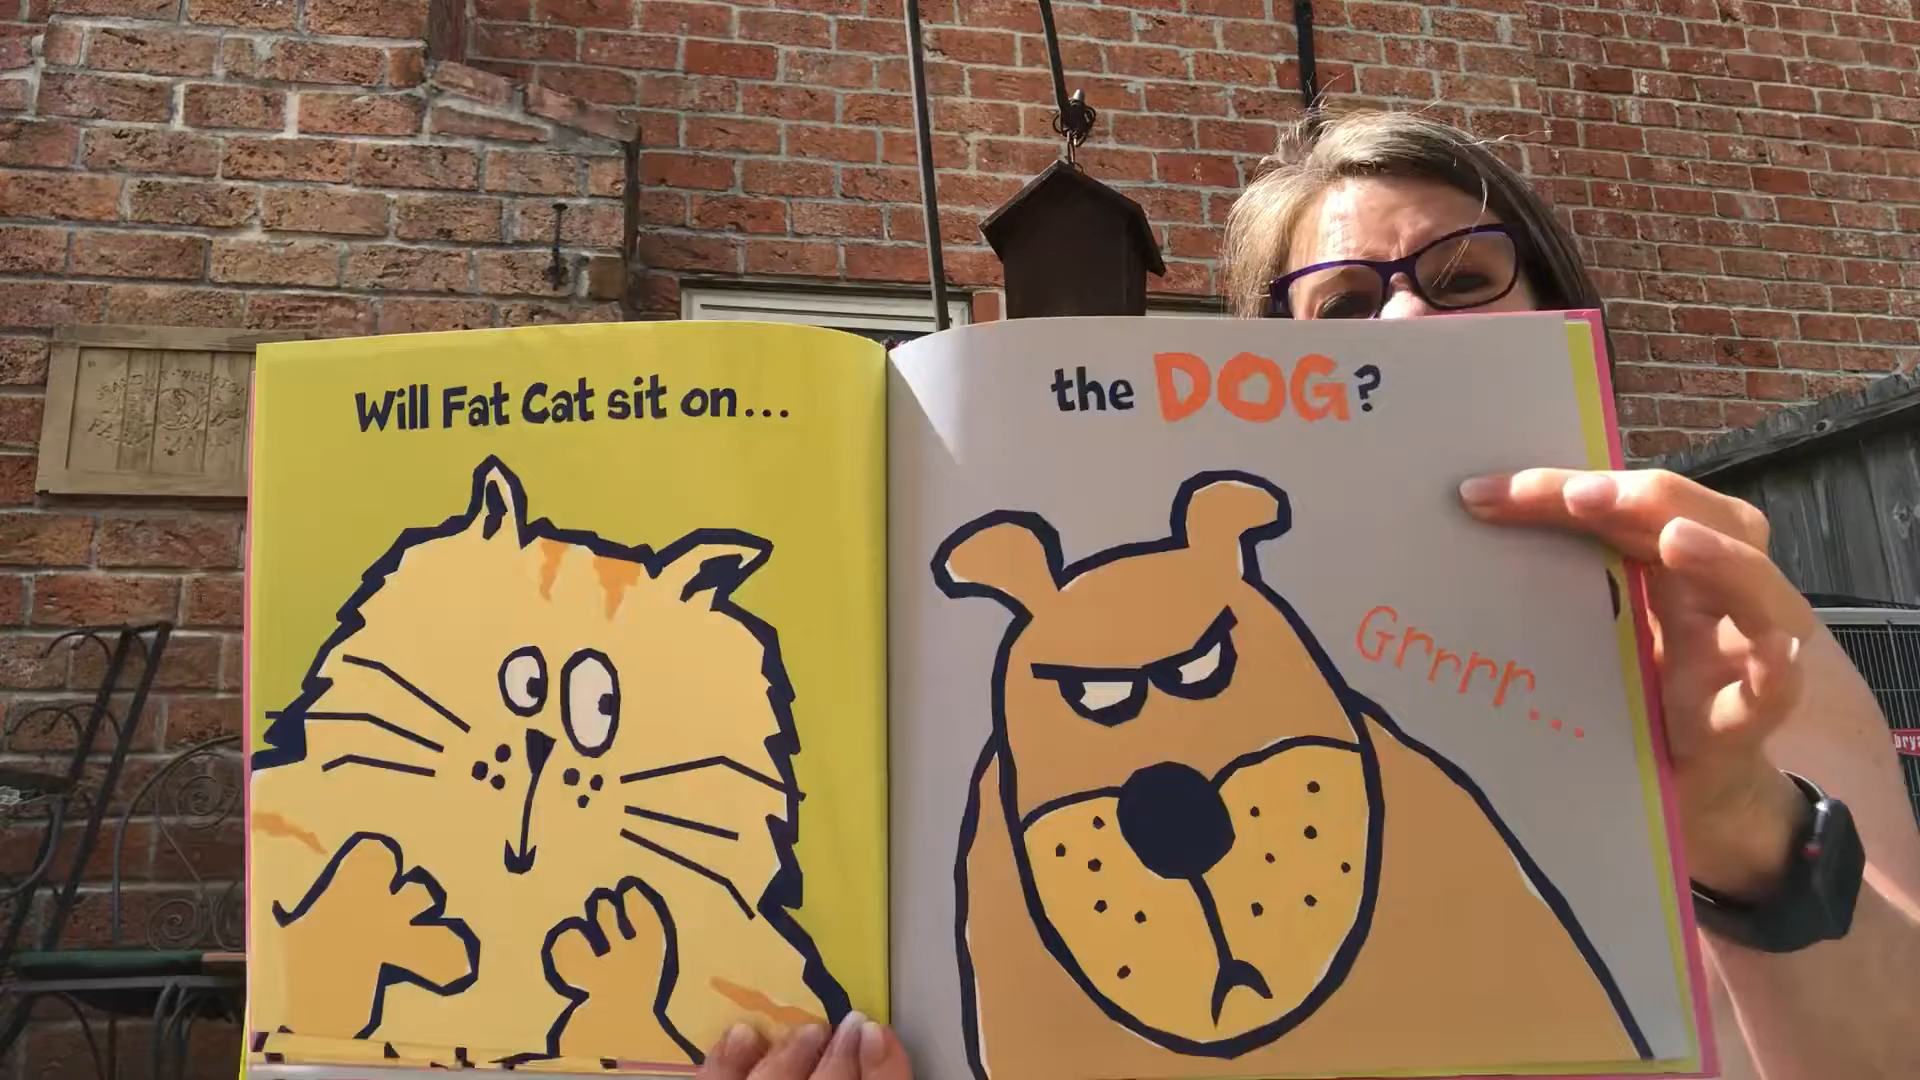 Will Fat Cat sit on...
the DOG?
Grrrr...